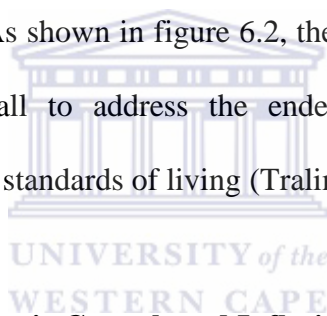 As shown in figure 6.2, the
all to address the ende
standards of living (Tralin
UNIVERSITY of the
WESTERN CAPE